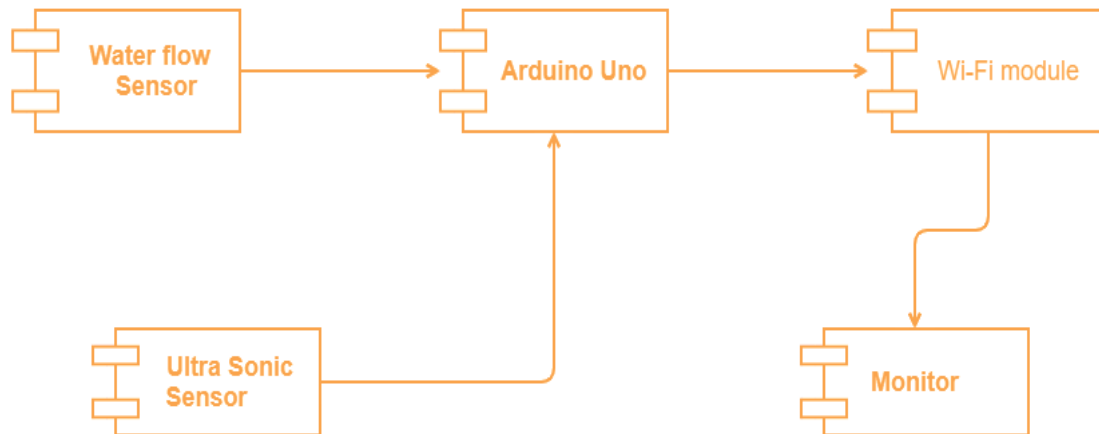 Water flow
Sensor
Arduino Uno
Wi-Fi module
Ultra Sonic
Sensor
Monitor